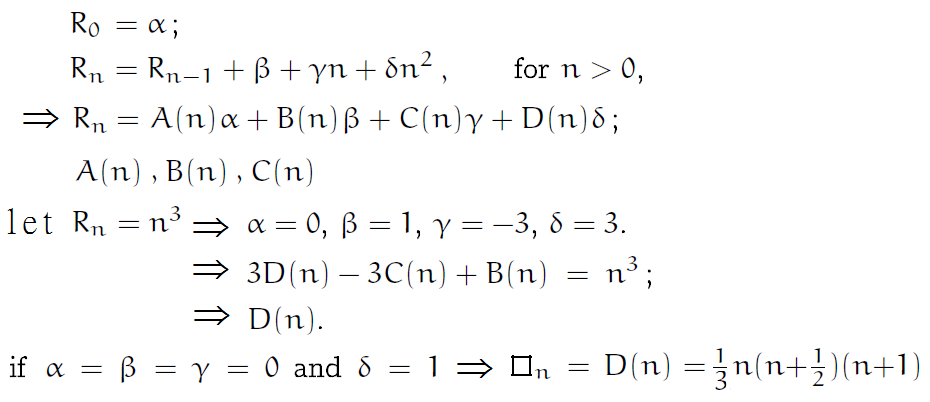 R₀ = α;
Rₙ = Rₙ₋₁ + β + γn + δn², for n > 0,
⇒ Rₙ = A(n)α + B(n)β + C(n)γ + D(n)δ;
A(n) , B(n) , C(n)
let Rₙ = n³ ⇒ α = 0, β = 1, γ = −3, δ = 3.
⇒ 3D(n) − 3C(n) + B(n) = n³;
⇒ D(n).
if α = β = γ = 0 and δ = 1 ⇒ □ₙ = D(n) = ⅓n(n+½)(n+1)